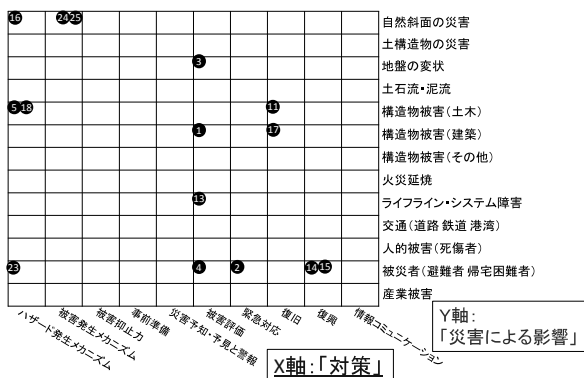 16 24 25 自然斜面の災害
土構造物の災害
3 地盤の変状
土石流・泥流
5 18 11 構造物被害(土木)
1 17 構造物被害(建築)
構造物被害(その他)
火災延焼
13 ライフライン・システム障害
交通(道路 鉄道 港湾)
人的被害(死傷者)
23 4 2 14 15 被災者(避難者 帰宅困難者)
産業被害
ハザード発生メカニズム
被害発生メカニズム
被害抑止力
事前準備
災害予知・予見と警報
被害評価
緊急対応
復旧
復興
情報コミュニケーション
X軸:「対策」
Y軸:
「災害による影響」